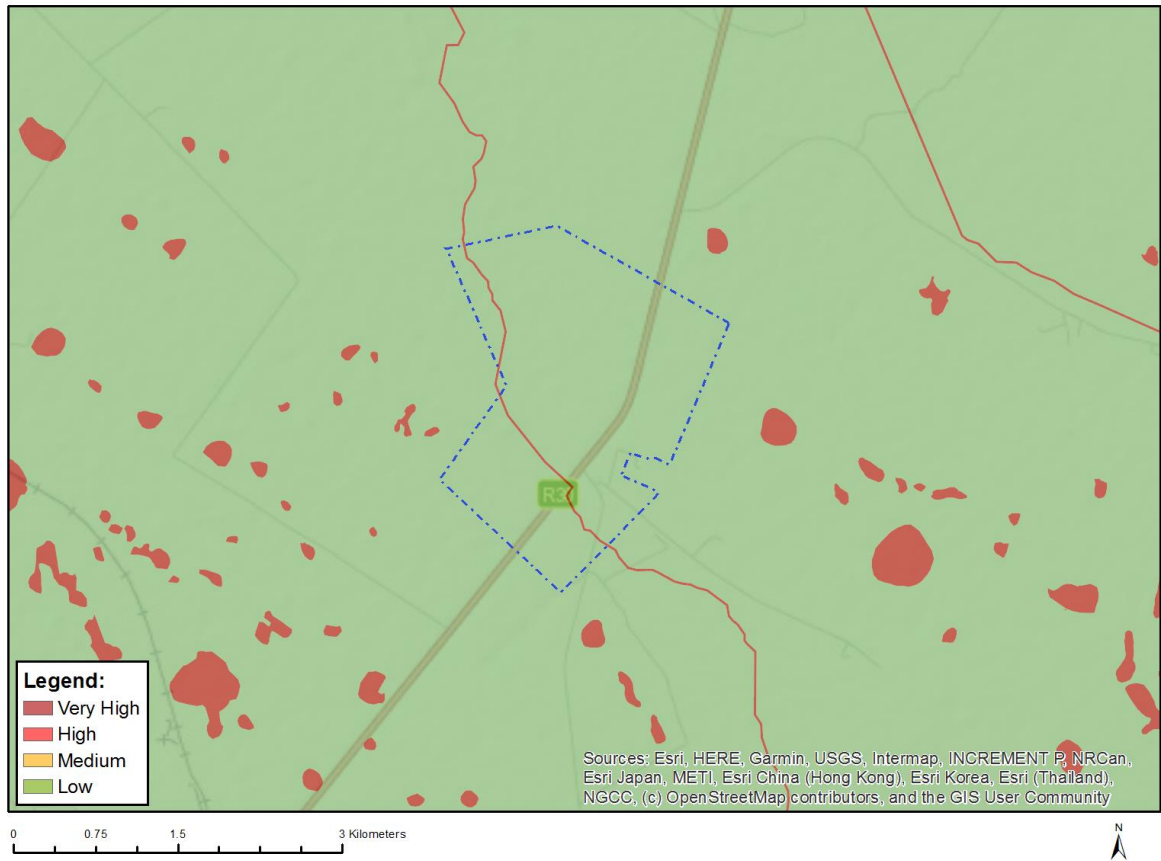 R3
Legend:
Very High
High
Medium
Low
Sources: Esri, HERE, Garmin, USGS, Intermap, INCREMENT P, NRCan,
Esri Japan, METI, Esri China (Hong Kong), Esri Korea, Esri (Thailand),
NGCC, (c) OpenStreetMap contributors, and the GIS User Community
0 0.75 1.5 3 Kilometers
N